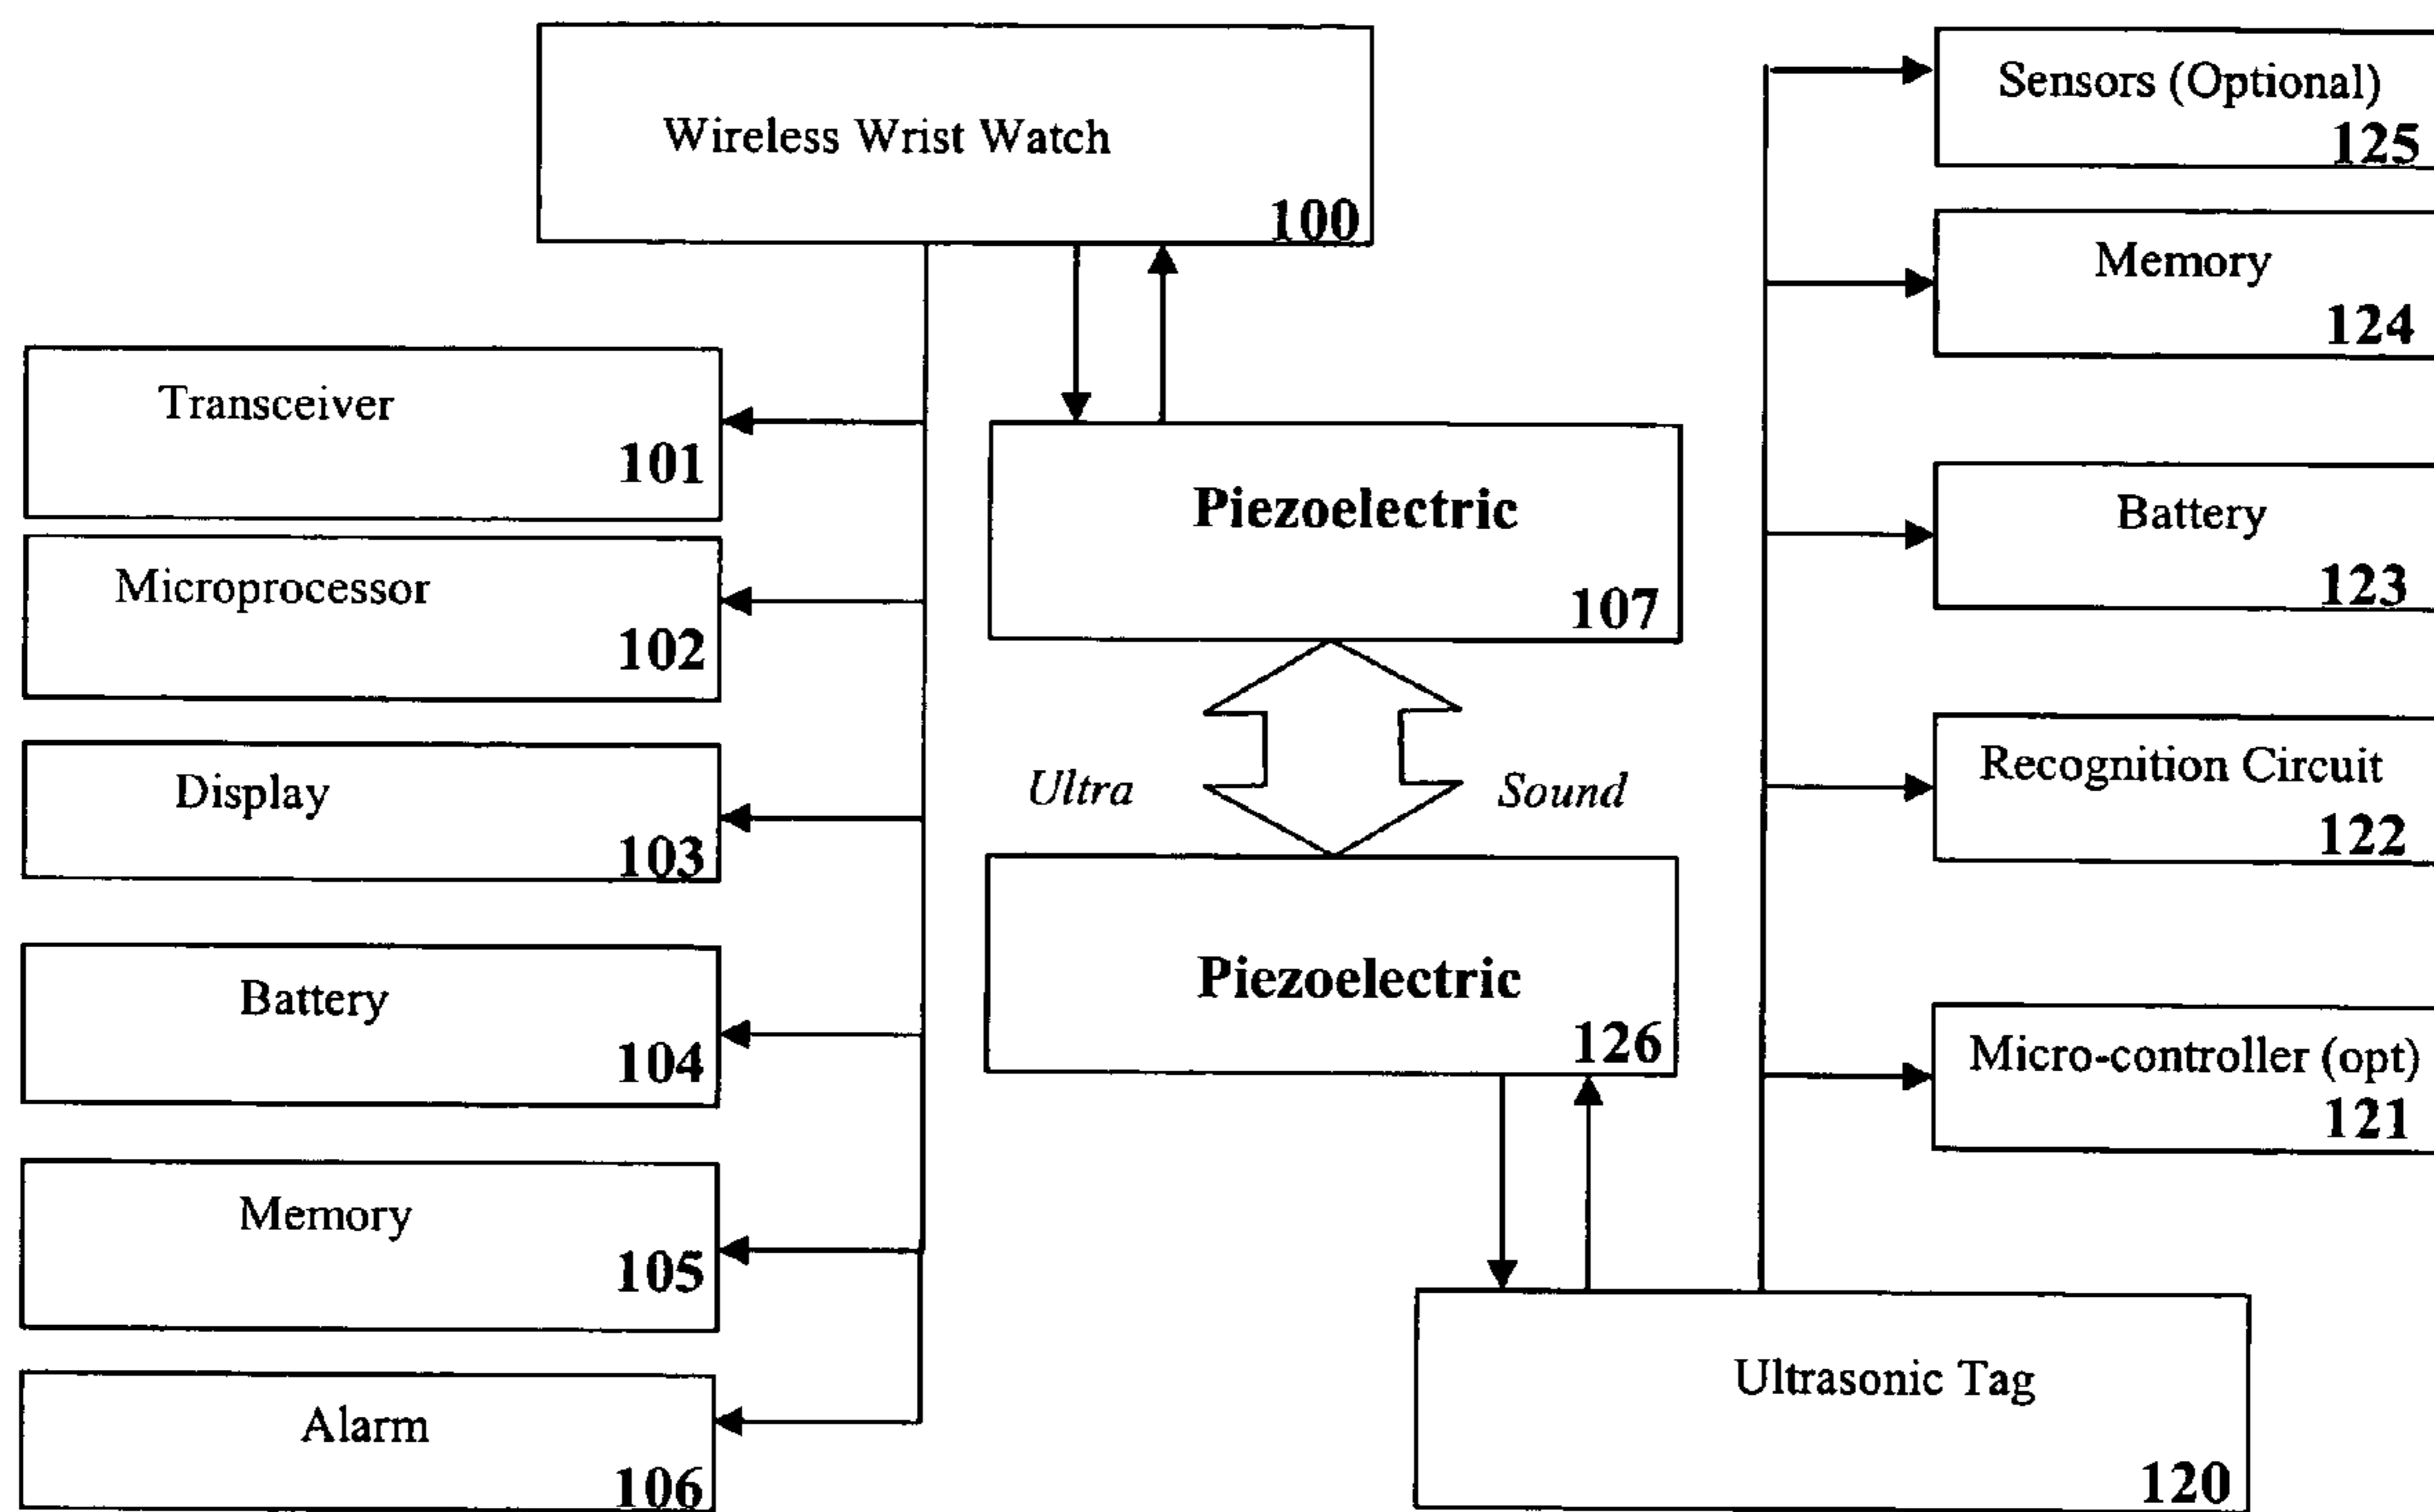 Wireless Wrist Watch
100
Transceiver
101
Microprocessor
102
Display
103
Battery
104
Memory
105
Alarm
106
Piezoelectric
107
Ultra Sound
Piezoelectric
126
Ultrasonic Tag
120
Sensors (Optional)
125
Memory
124
Battery
123
Recognition Circuit
122
Micro-controller (opt)
121